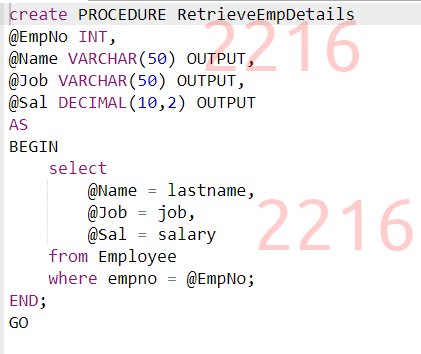 create PROCEDURE RetrieveEmpDetails
@EmpNo INT,
@Name VARCHAR(50) OUTPUT,
@Job VARCHAR(50) OUTPUT,
@Sal DECIMAL(10,2) OUTPUT
AS
BEGIN
    select
        @Name = lastname,
        @Job = job,
        @Sal = salary
    from Employee
    where empno = @EmpNo;
END;
GO
2216
2216